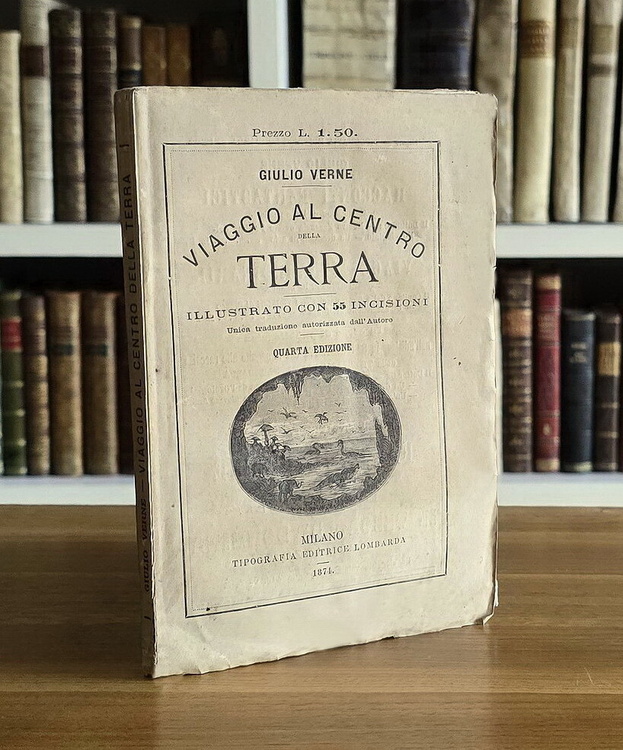 Prezzo L. 1.50.
GIULIO VERNE
VIAGGIO AL CENTRO
DELLA
TERRA
ILLUSTRATO CON 55 INCISIONI
Unica traduzione autorizzata dall'Autore
QUARTA EDIZIONE
MILANO
TIPOGRAFIA EDITRICE LOMBARDA
1874.
GIULIO VERNE — VIAGGIO AL CENTRO DELLA TERRA